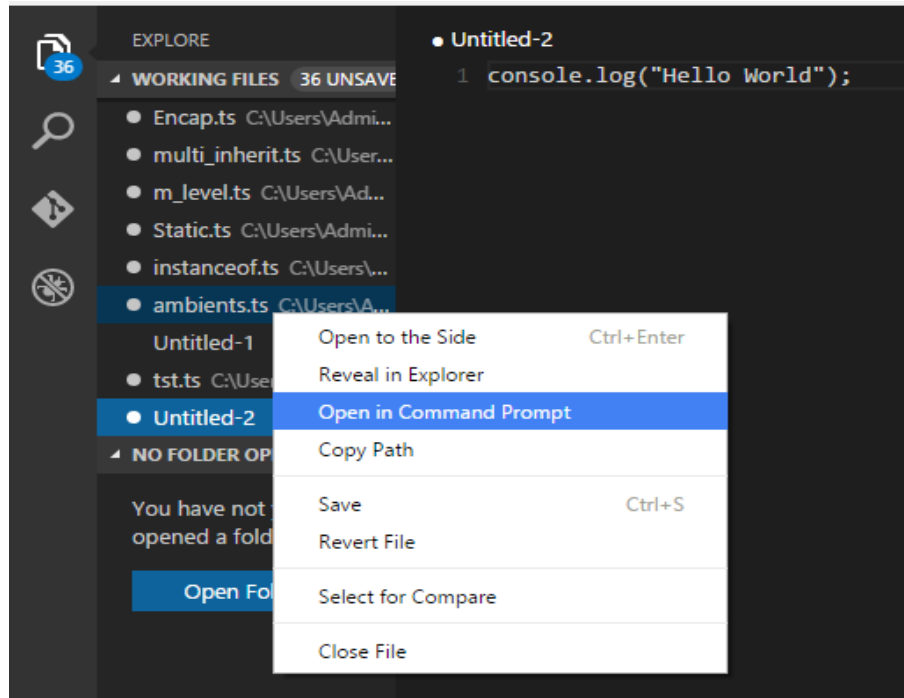 EXPLORE
36
WORKING FILES 36 UNSAVE
Encap.ts C:\Users\Admi...
multi_inherit.ts C:\User...
m_level.ts C:\Users\Ad...
Static.ts C:\Users\Admi...
instanceof.ts C:\Users\...
ambients.ts C:\Users\A...
Untitled-1
tst.ts C:\Use
Untitled-2
NO FOLDER OP
You have not
opened a fold
Open Fol
Untitled-2
1 console.log("Hello World");
Open to the Side Ctrl+Enter
Reveal in Explorer
Open in Command Prompt
Copy Path
Save Ctrl+S
Revert File
Select for Compare
Close File